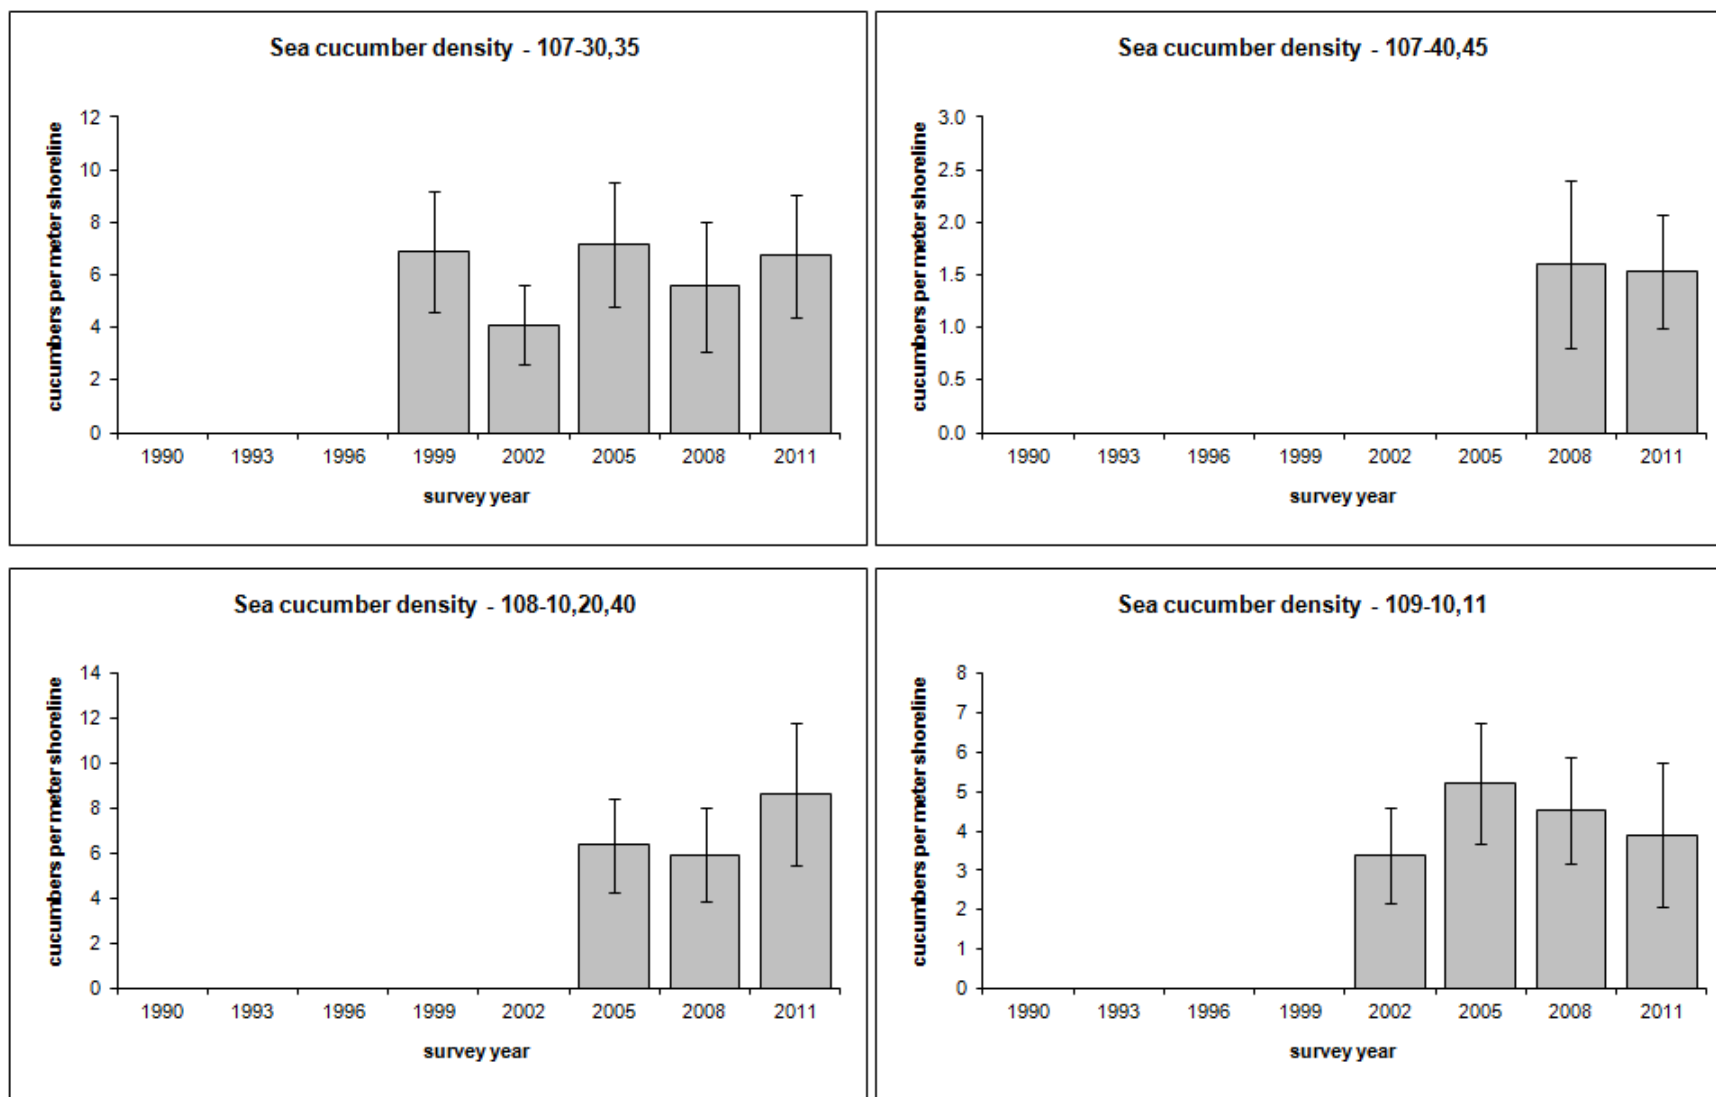 Sea cucumber density - 107-30,35
cucumbers per meter shoreline
12
10
8
6
4
2
0
1990 1993 1996 1999 2002 2005 2008 2011
survey year
Sea cucumber density - 107-40,45
cucumbers per meter shoreline
3.0
2.5
2.0
1.5
1.0
0.5
0.0
1990 1993 1996 1999 2002 2005 2008 2011
survey year
Sea cucumber density - 108-10,20,40
cucumbers per meter shoreline
14
12
10
8
6
4
2
0
1990 1993 1996 1999 2002 2005 2008 2011
survey year
Sea cucumber density - 109-10,11
cucumbers per meter shoreline
8
7
6
5
4
3
2
1
0
1990 1993 1996 1999 2002 2005 2008 2011
survey year